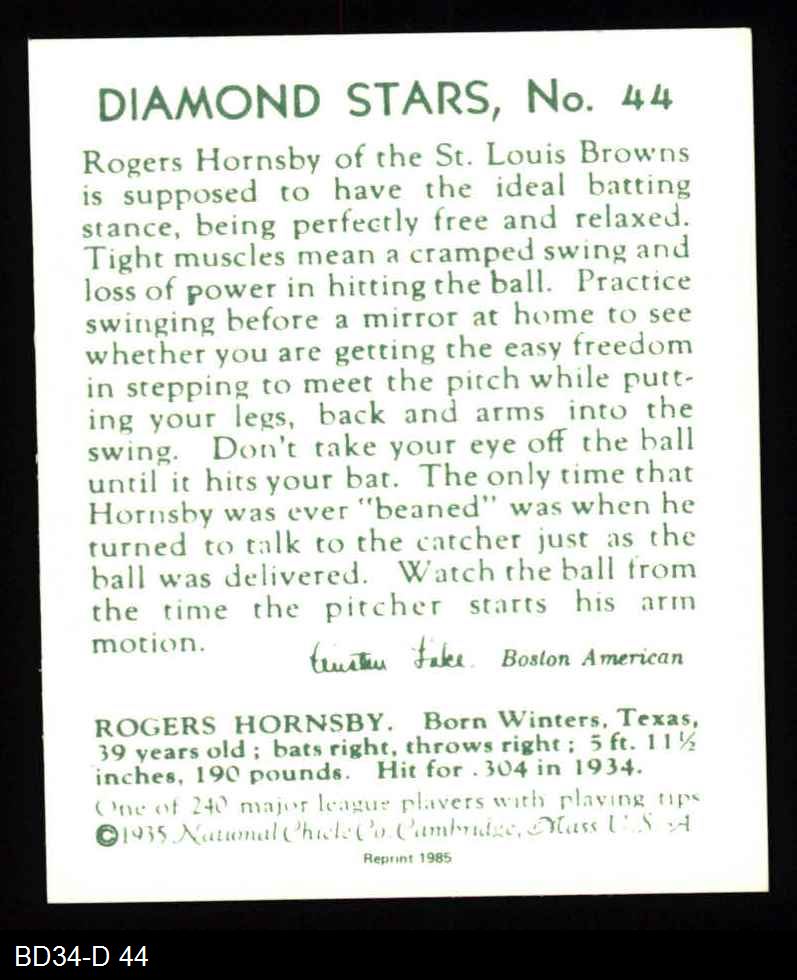 DIAMOND STARS, No. 44
Rogers Hornsby of the St. Louis Browns
is supposed to have the ideal batting
stance, being perfectly free and relaxed.
Tight muscles mean a cramped swing and
loss of power in hitting the ball. Practice
swinging before a mirror at home to see
whether you are getting the easy freedom
in stepping to meet the pitch while putt-
ing your legs, back and arms into the
swing. Don't take your eye off the ball
until it hits your bat. The only time that
Hornsby was ever "beaned" was when he
turned to talk to the catcher just as the
ball was delivered. Watch the ball from
the time the pitcher starts his arm
motion.
Lake. Boston American
ROGERS HORNSBY. Born Winters, Texas,
39 years old; bats right, throws right; 5 ft. 11½
inches, 190 pounds. Hit for .304 in 1934.
One of 240 major league players with playing tips
©1935 National Chicle Co. Cambridge, Mass U. S. A
Reprint 1985
BD34-D 44